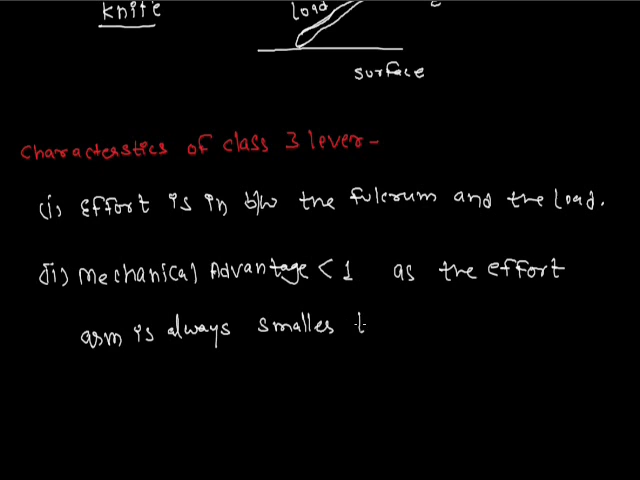 knife
load
surface
characterstics of class 3 lever-
(i) Effort is in b/w the fulcrum and the load.
(ii) Mechanical Advantage < 1 as the effort
arm is always smaller t